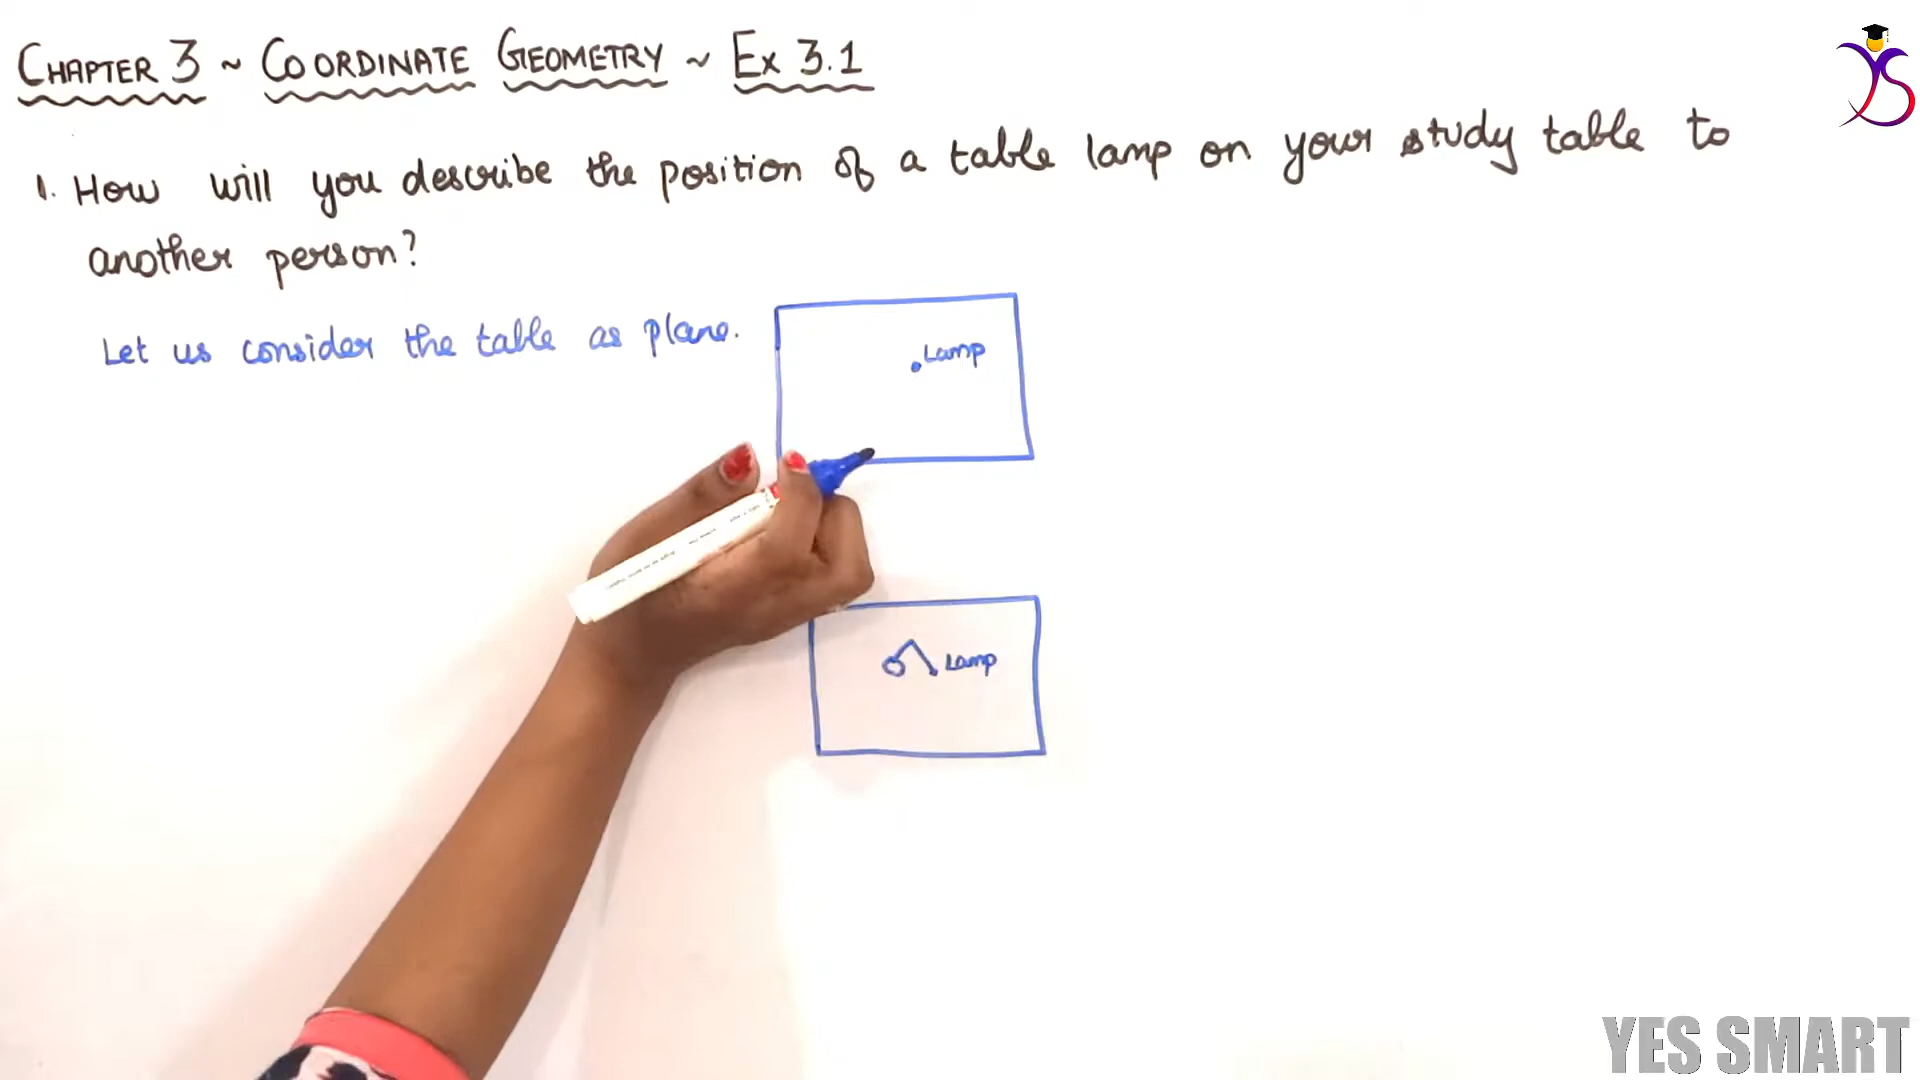 CHAPTER 3 ~ COORDINATE GEOMETRY ~ Ex 3.1
YS
1. How will you describe the position of a table lamp on your study table to
another person?
Let us consider the table as plane.
Lamp
Lamp
YES SMART